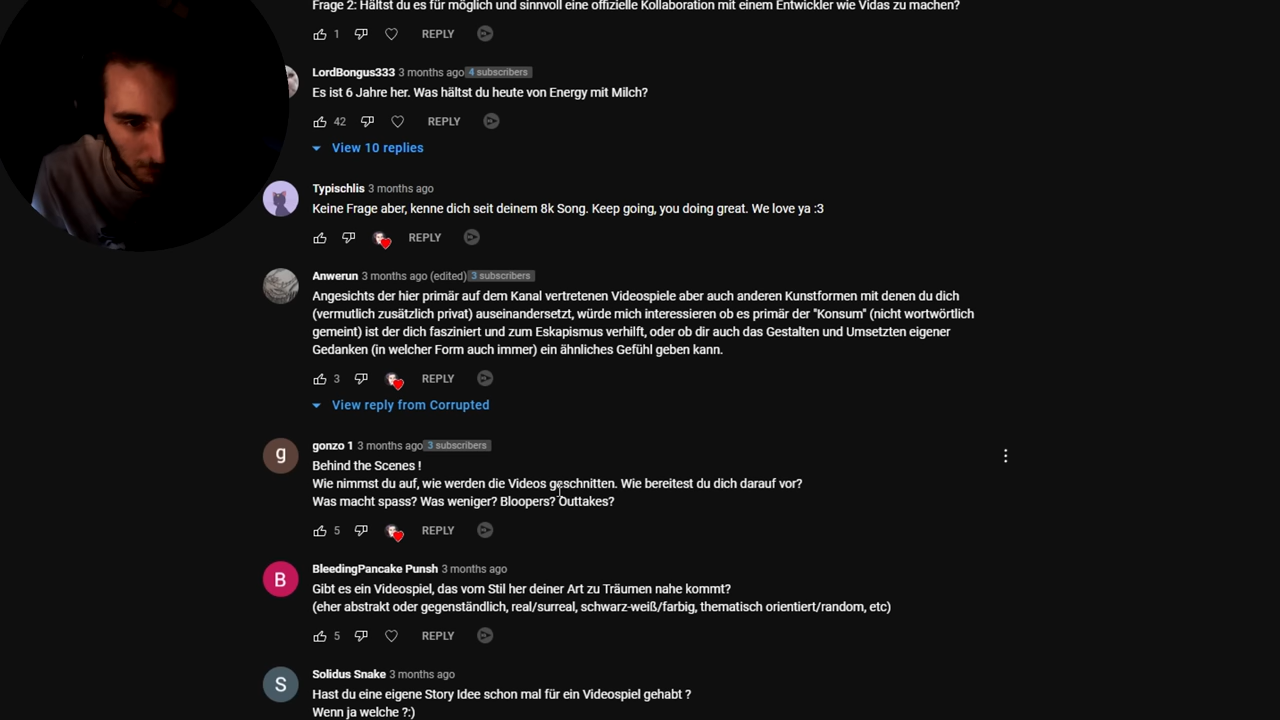 Frage 2: Hältst du es für möglich und sinnvoll eine offizielle Kollaboration mit einem Entwickler wie Vidas zu machen?
1 REPLY
LordBongus333 3 months ago 4 subscribers
Es ist 6 Jahre her. Was hältst du heute von Energy mit Milch?
42 REPLY
View 10 replies
Typischlis 3 months ago
Keine Frage aber, kenne dich seit deinem 8k Song. Keep going, you doing great. We love ya :3
REPLY
Anwerun 3 months ago (edited) 3 subscribers
Angesichts der hier primär auf dem Kanal vertretenen Videospiele aber auch anderen Kunstformen mit denen du dich
(vermutlich zusätzlich privat) auseinandersetzt, würde mich interessieren ob es primär der "Konsum" (nicht wortwörtlich
gemeint) ist der dich fasziniert und zum Eskapismus verhilft, oder ob dir auch das Gestalten und Umsetzten eigener
Gedanken (in welcher Form auch immer) ein ähnliches Gefühl geben kann.
3 REPLY
View reply from Corrupted
g
gonzo 1 3 months ago 3 subscribers
Behind the Scenes !
Wie nimmst du auf, wie werden die Videos geschnitten. Wie bereitest du dich darauf vor?
Was macht spass? Was weniger? Bloopers? Outtakes?
5 REPLY
B
BleedingPancake Punsh 3 months ago
Gibt es ein Videospiel, das vom Stil her deiner Art zu Träumen nahe kommt?
(eher abstrakt oder gegenständlich, real/surreal, schwarz-weiß/farbig, thematisch orientiert/random, etc)
5 REPLY
S
Solidus Snake 3 months ago
Hast du eine eigene Story Idee schon mal für ein Videospiel gehabt ?
Wenn ja welche ?:)